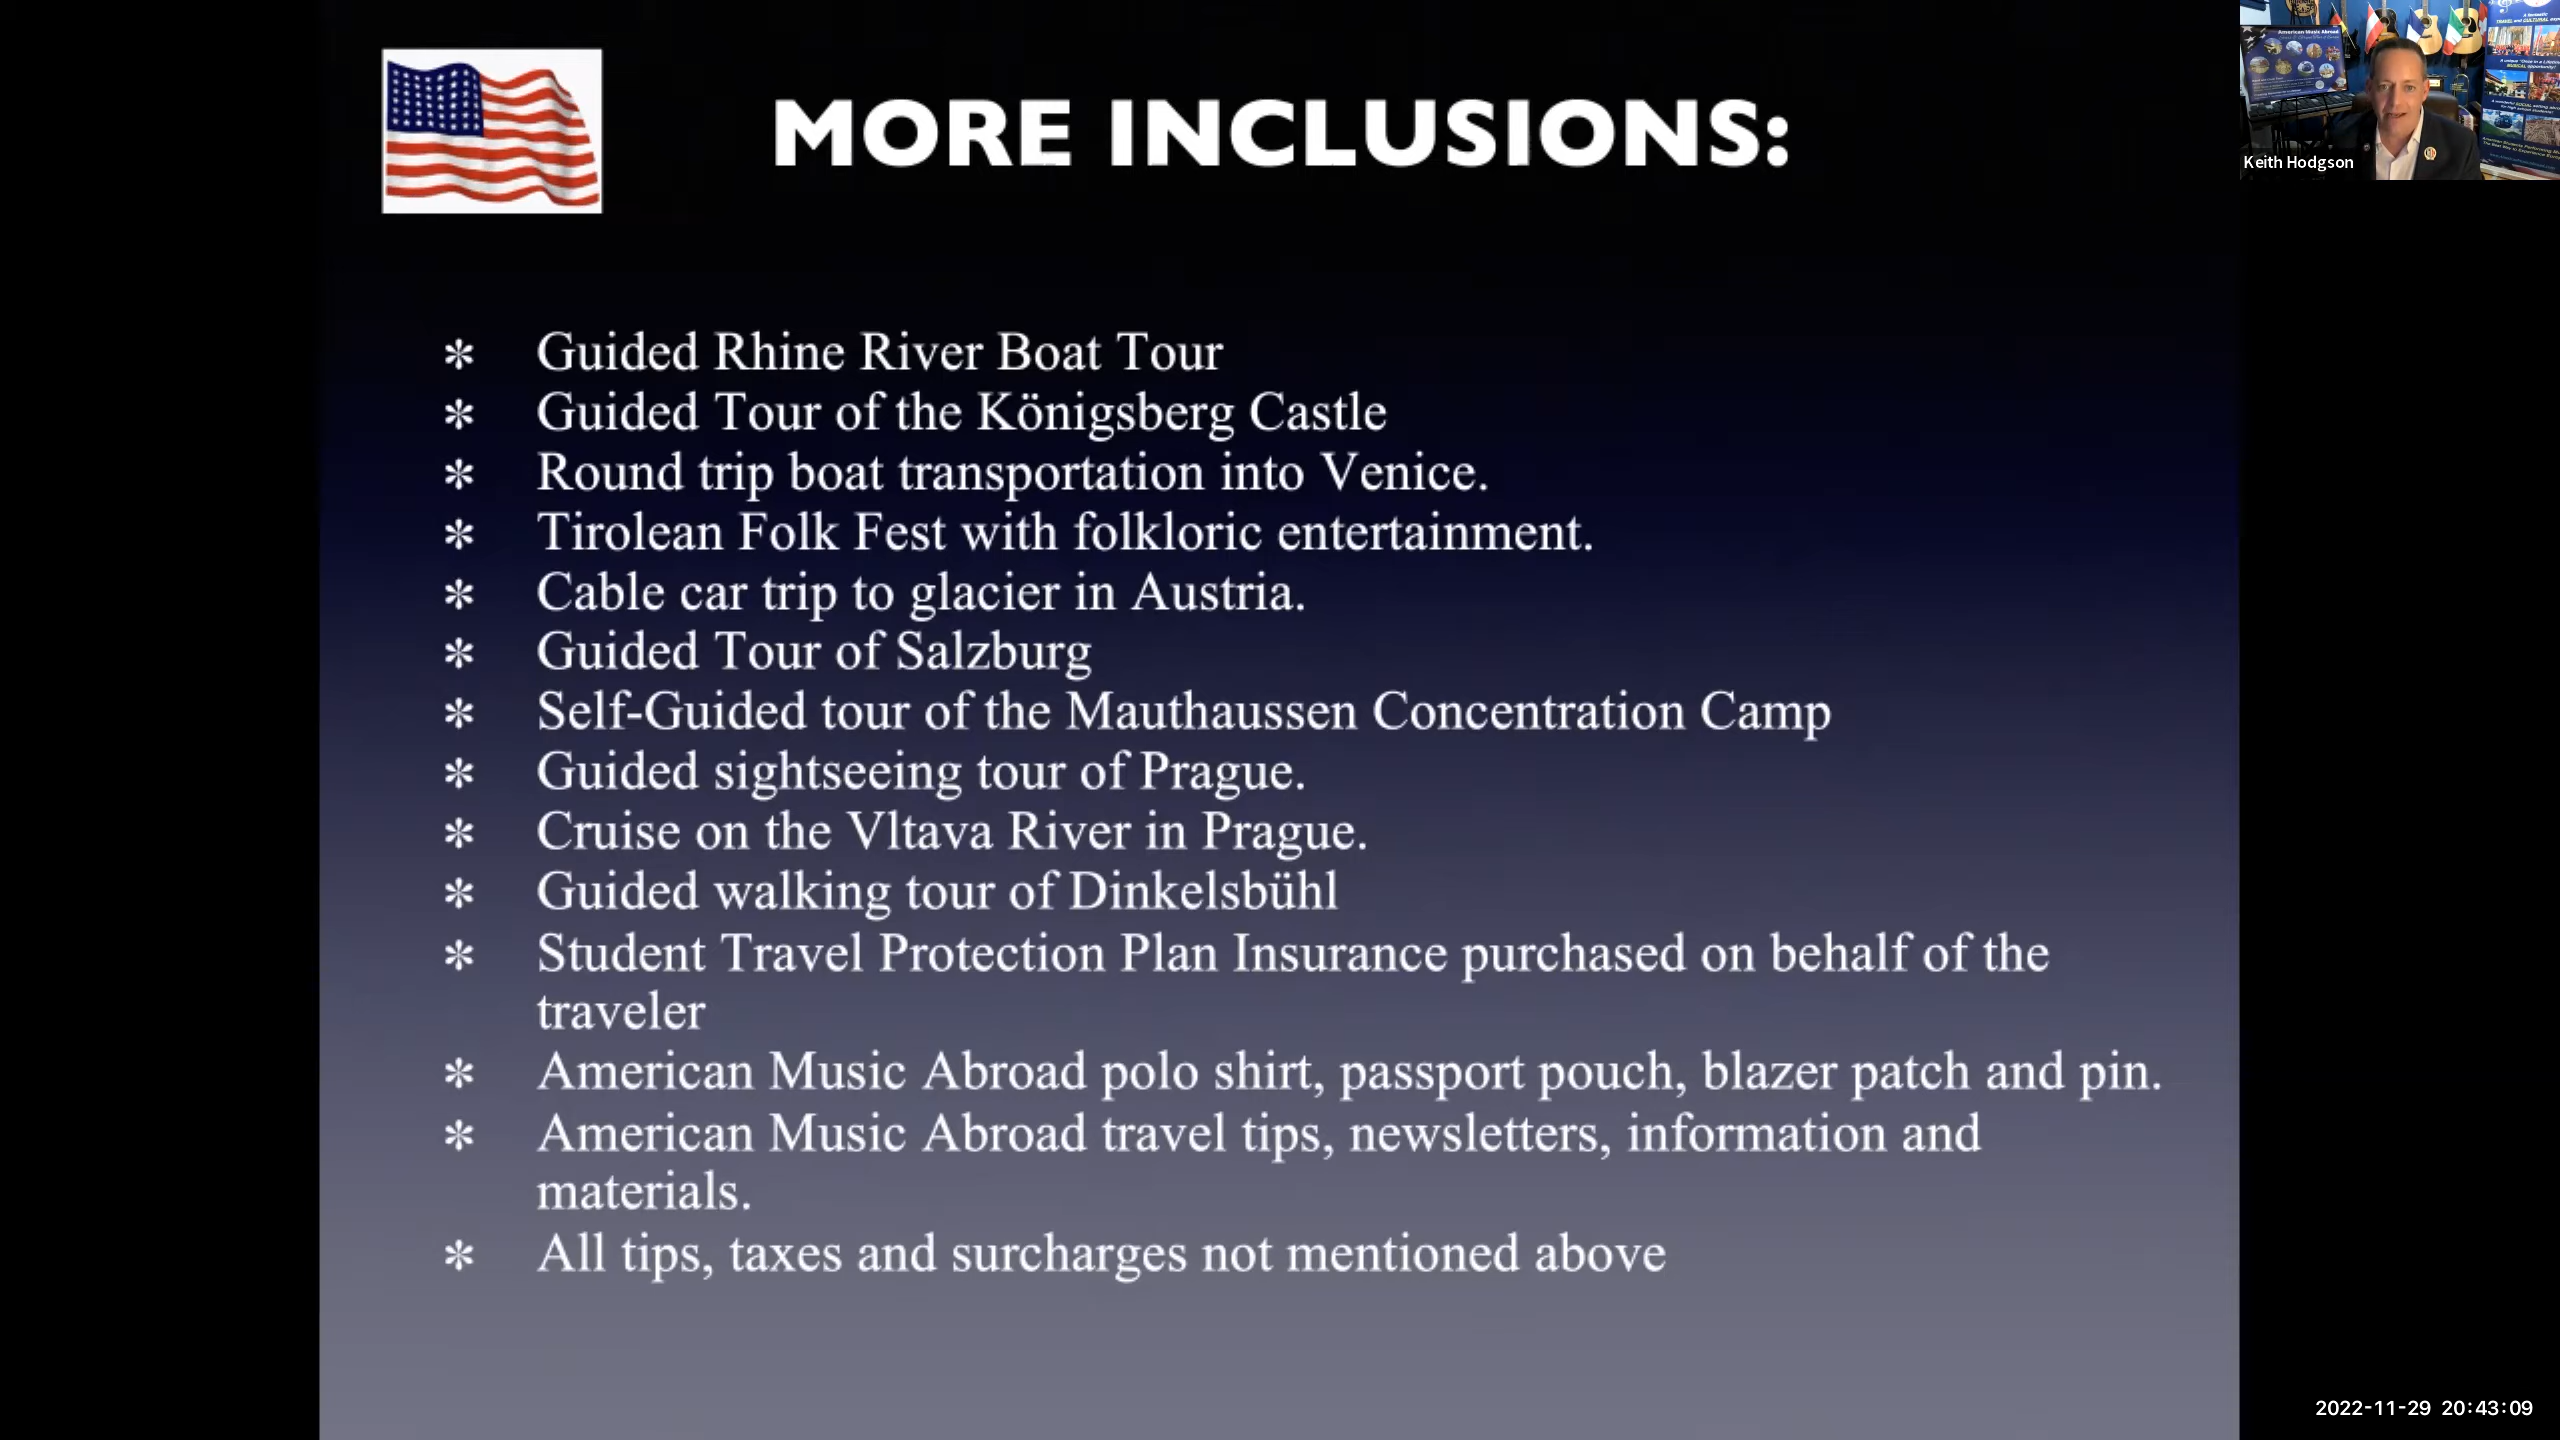 MORE INCLUSIONS:
American Music Abroad
Keith Hodgson
* Guided Rhine River Boat Tour
* Guided Tour of the Königsberg Castle
* Round trip boat transportation into Venice.
* Tirolean Folk Fest with folkloric entertainment.
* Cable car trip to glacier in Austria.
* Guided Tour of Salzburg
* Self-Guided tour of the Mauthaussen Concentration Camp
* Guided sightseeing tour of Prague.
* Cruise on the Vltava River in Prague.
* Guided walking tour of Dinkelsbühl
* Student Travel Protection Plan Insurance purchased on behalf of the
traveler
* American Music Abroad polo shirt, passport pouch, blazer patch and pin.
* American Music Abroad travel tips, newsletters, information and
materials.
* All tips, taxes and surcharges not mentioned above
2022-11-29 20:43:09